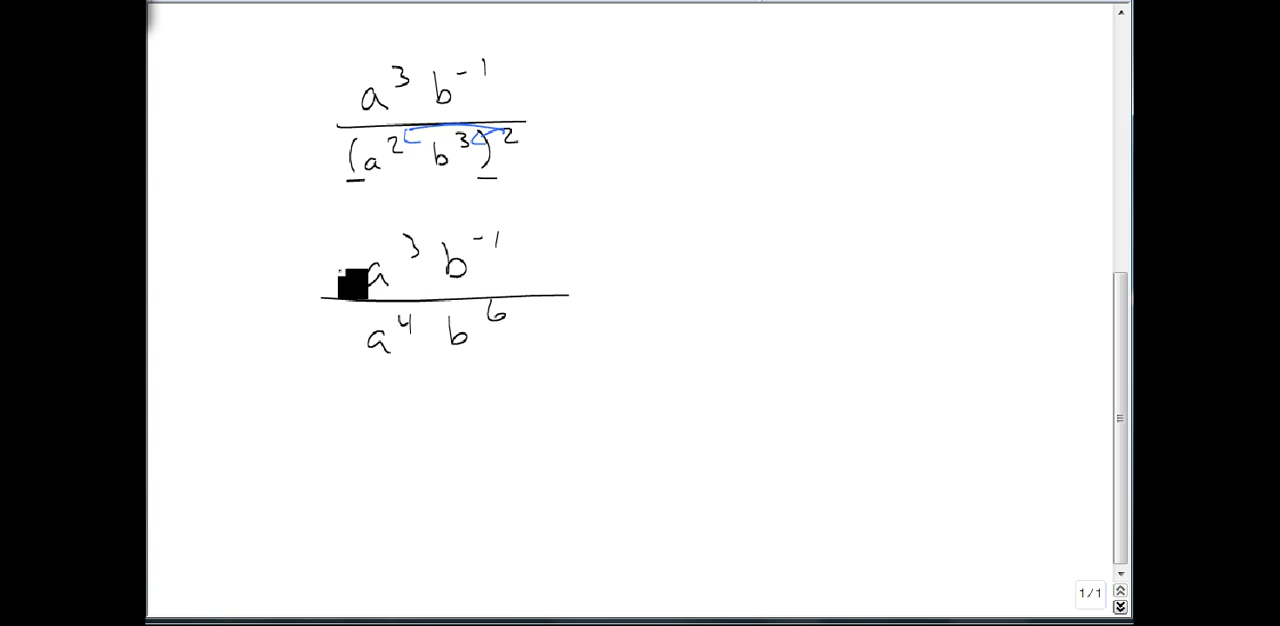 a³ b⁻¹
(a² b³)²
a³ b⁻¹
a⁴ b⁶
1/1